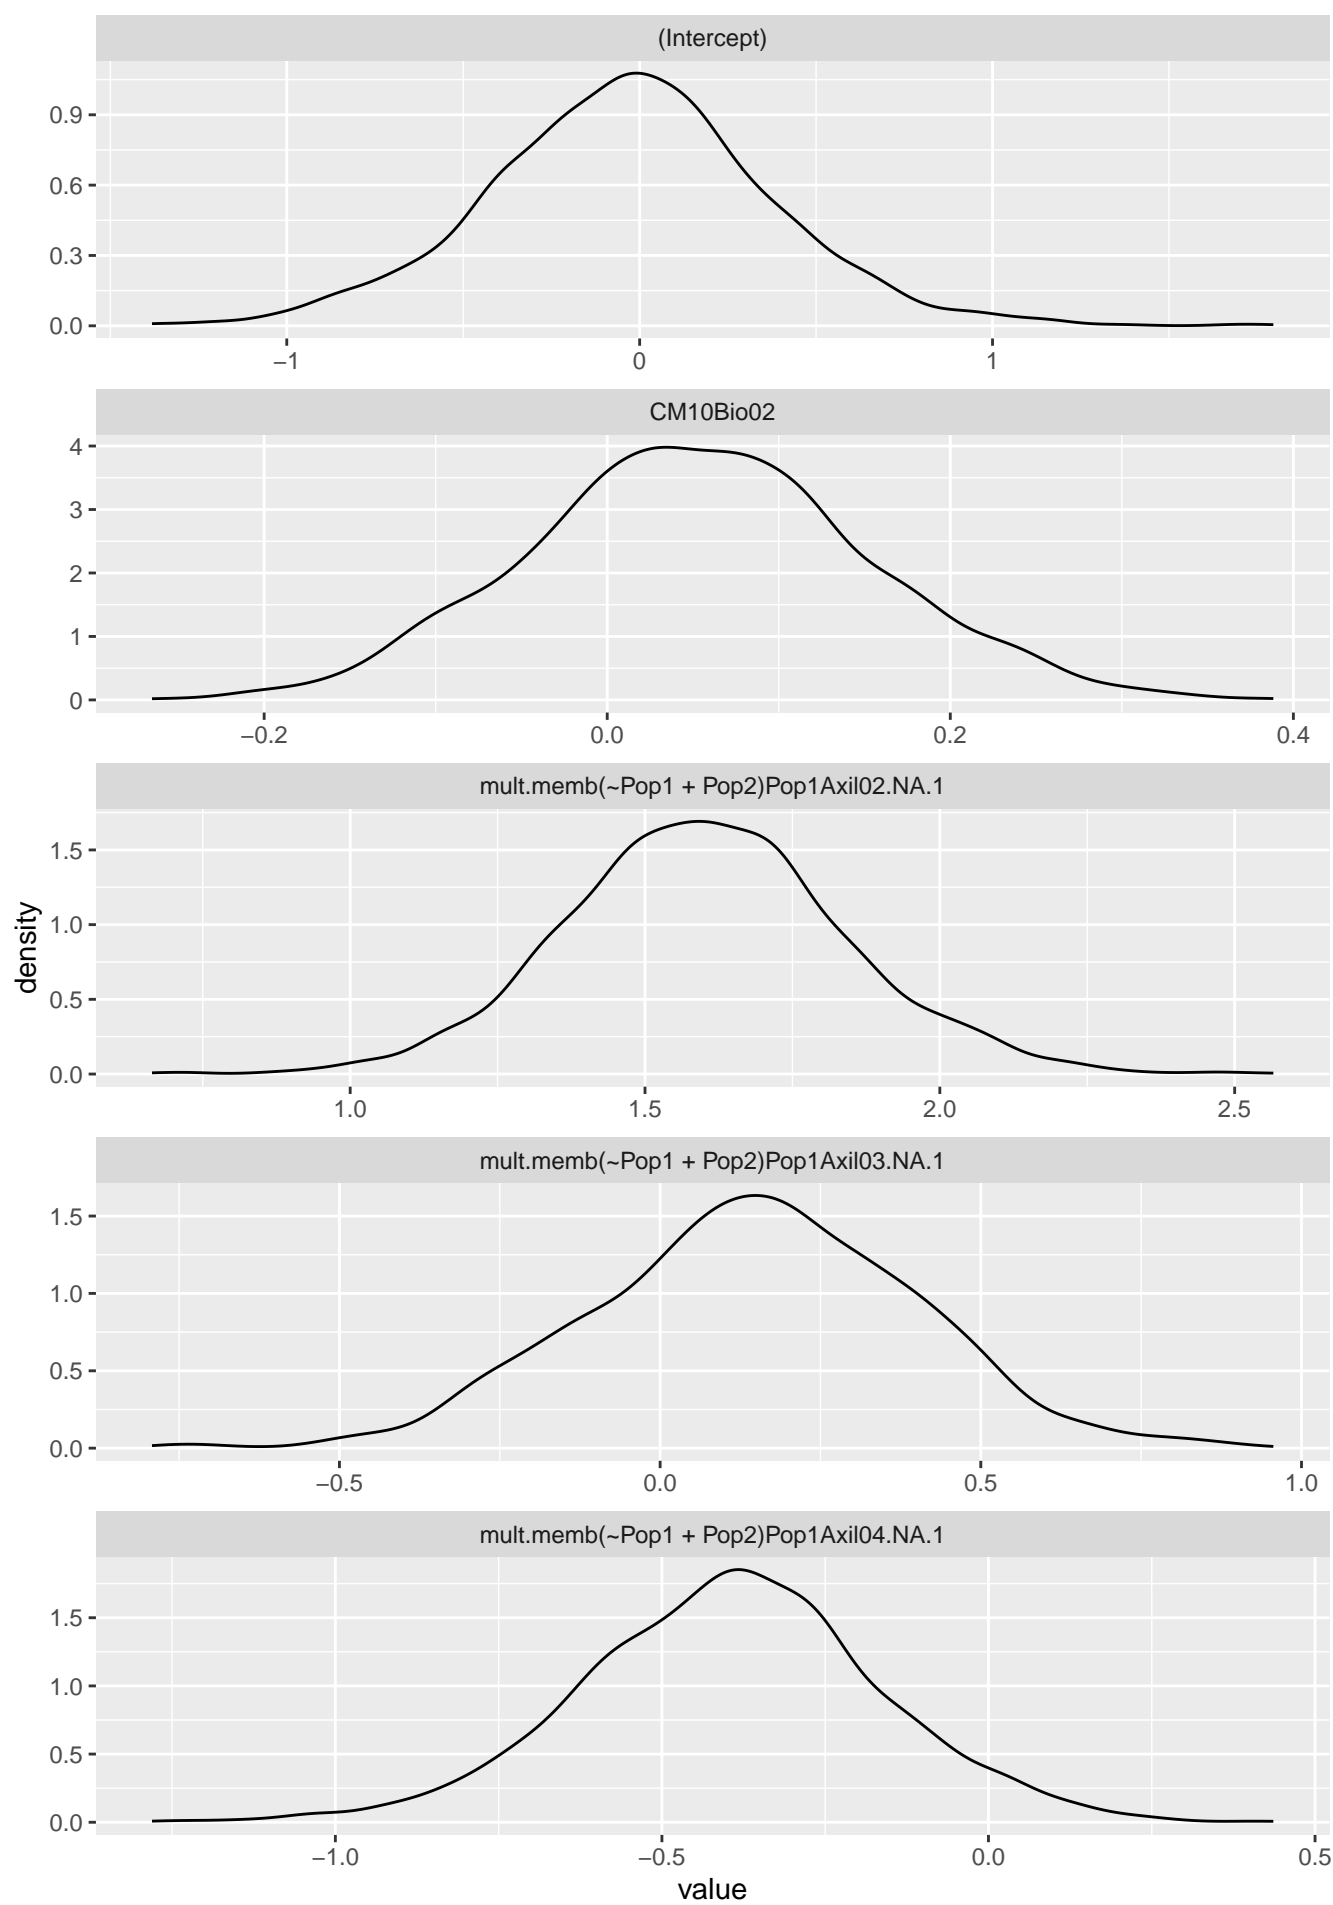 (Intercept)
0.9
0.6
0.3
0.0
−1 0 1
CM10Bio02
4
3
2
1
0
−0.2 0.0 0.2 0.4
mult.memb(~Pop1 + Pop2)Pop1Axil02.NA.1
1.5
1.0
0.5
0.0
1.0 1.5 2.0 2.5
density
mult.memb(~Pop1 + Pop2)Pop1Axil03.NA.1
1.5
1.0
0.5
0.0
−0.5 0.0 0.5 1.0
mult.memb(~Pop1 + Pop2)Pop1Axil04.NA.1
1.5
1.0
0.5
0.0
−1.0 −0.5 0.0 0.5
value